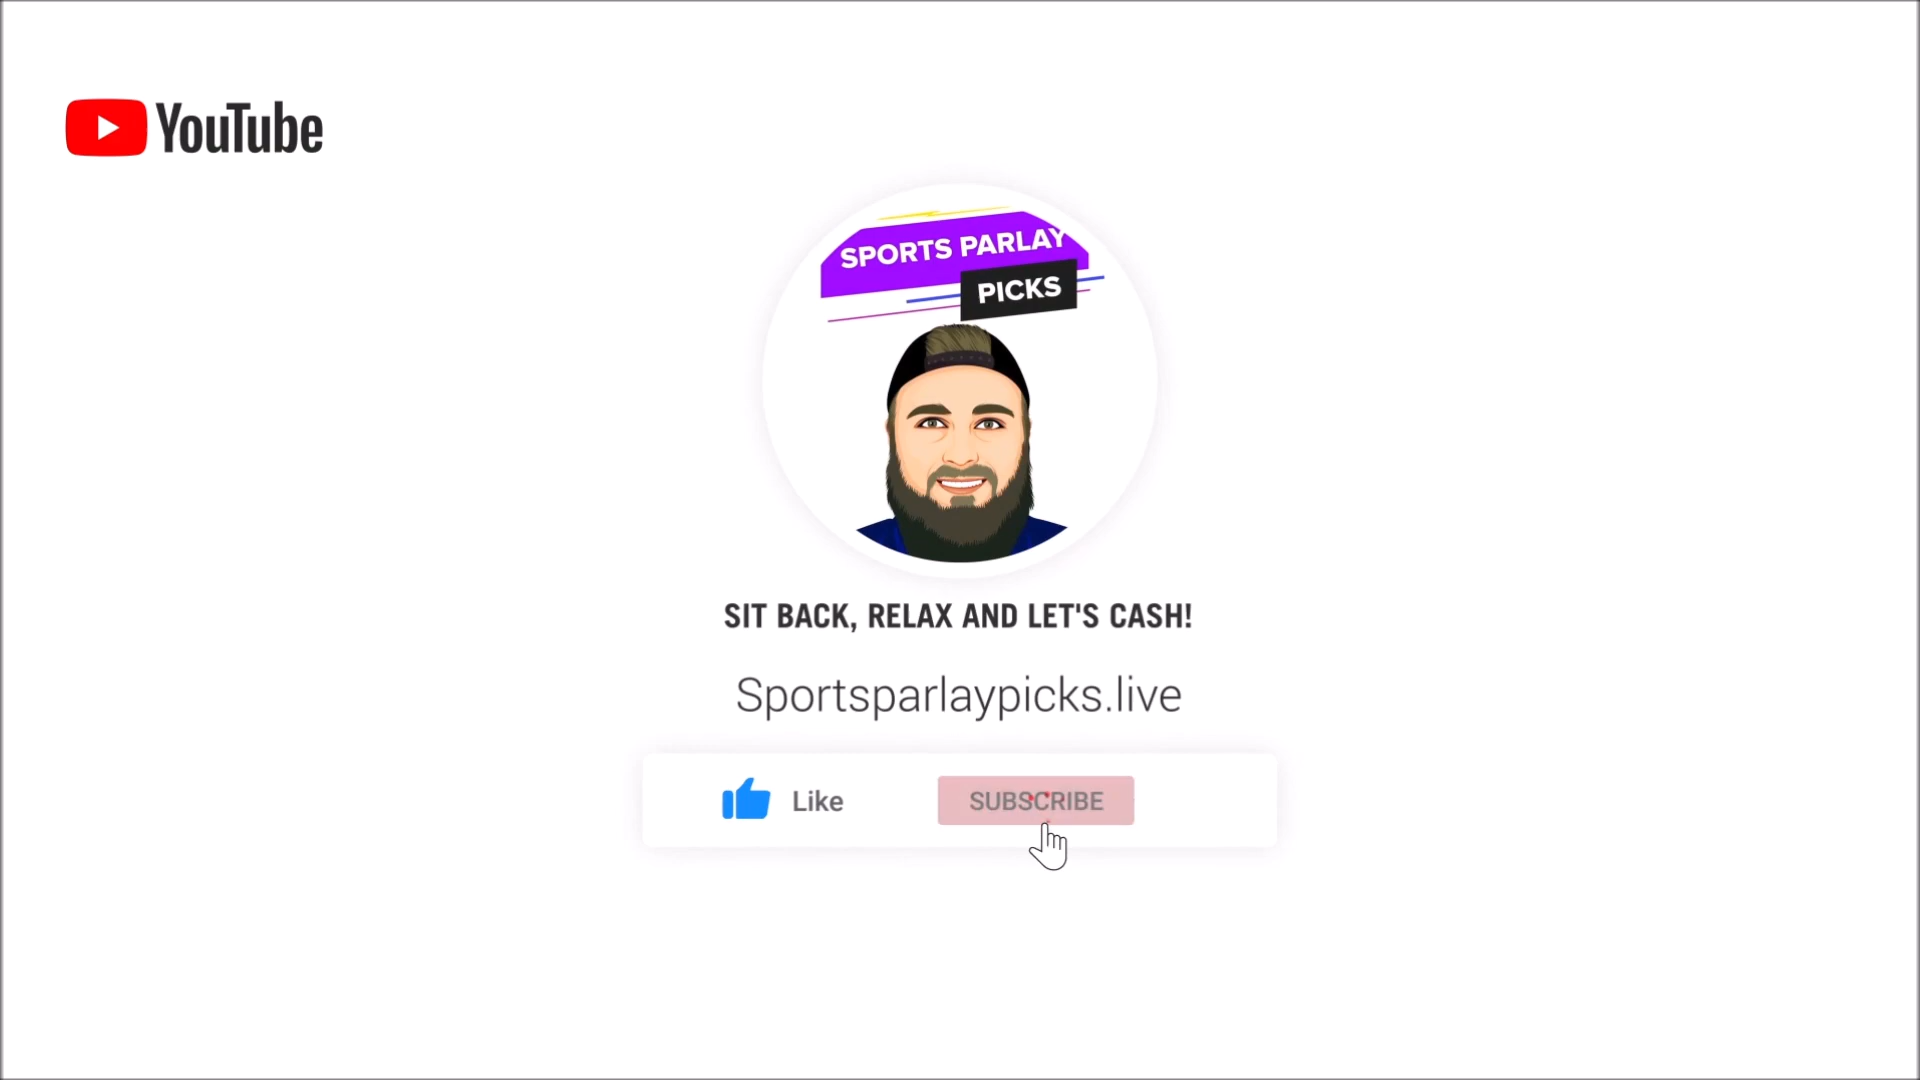 YouTube
SPORTS PARLAY
PICKS
SIT BACK, RELAX AND LET'S CASH!
Sportsparlaypicks.live
Like
SUBSCRIBE